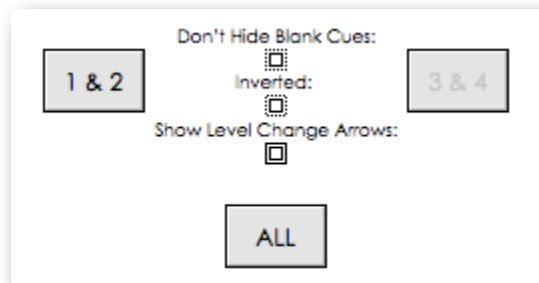 Don't Hide Blank Cues:
1 & 2
Inverted:
3 & 4
Show Level Change Arrows:
ALL